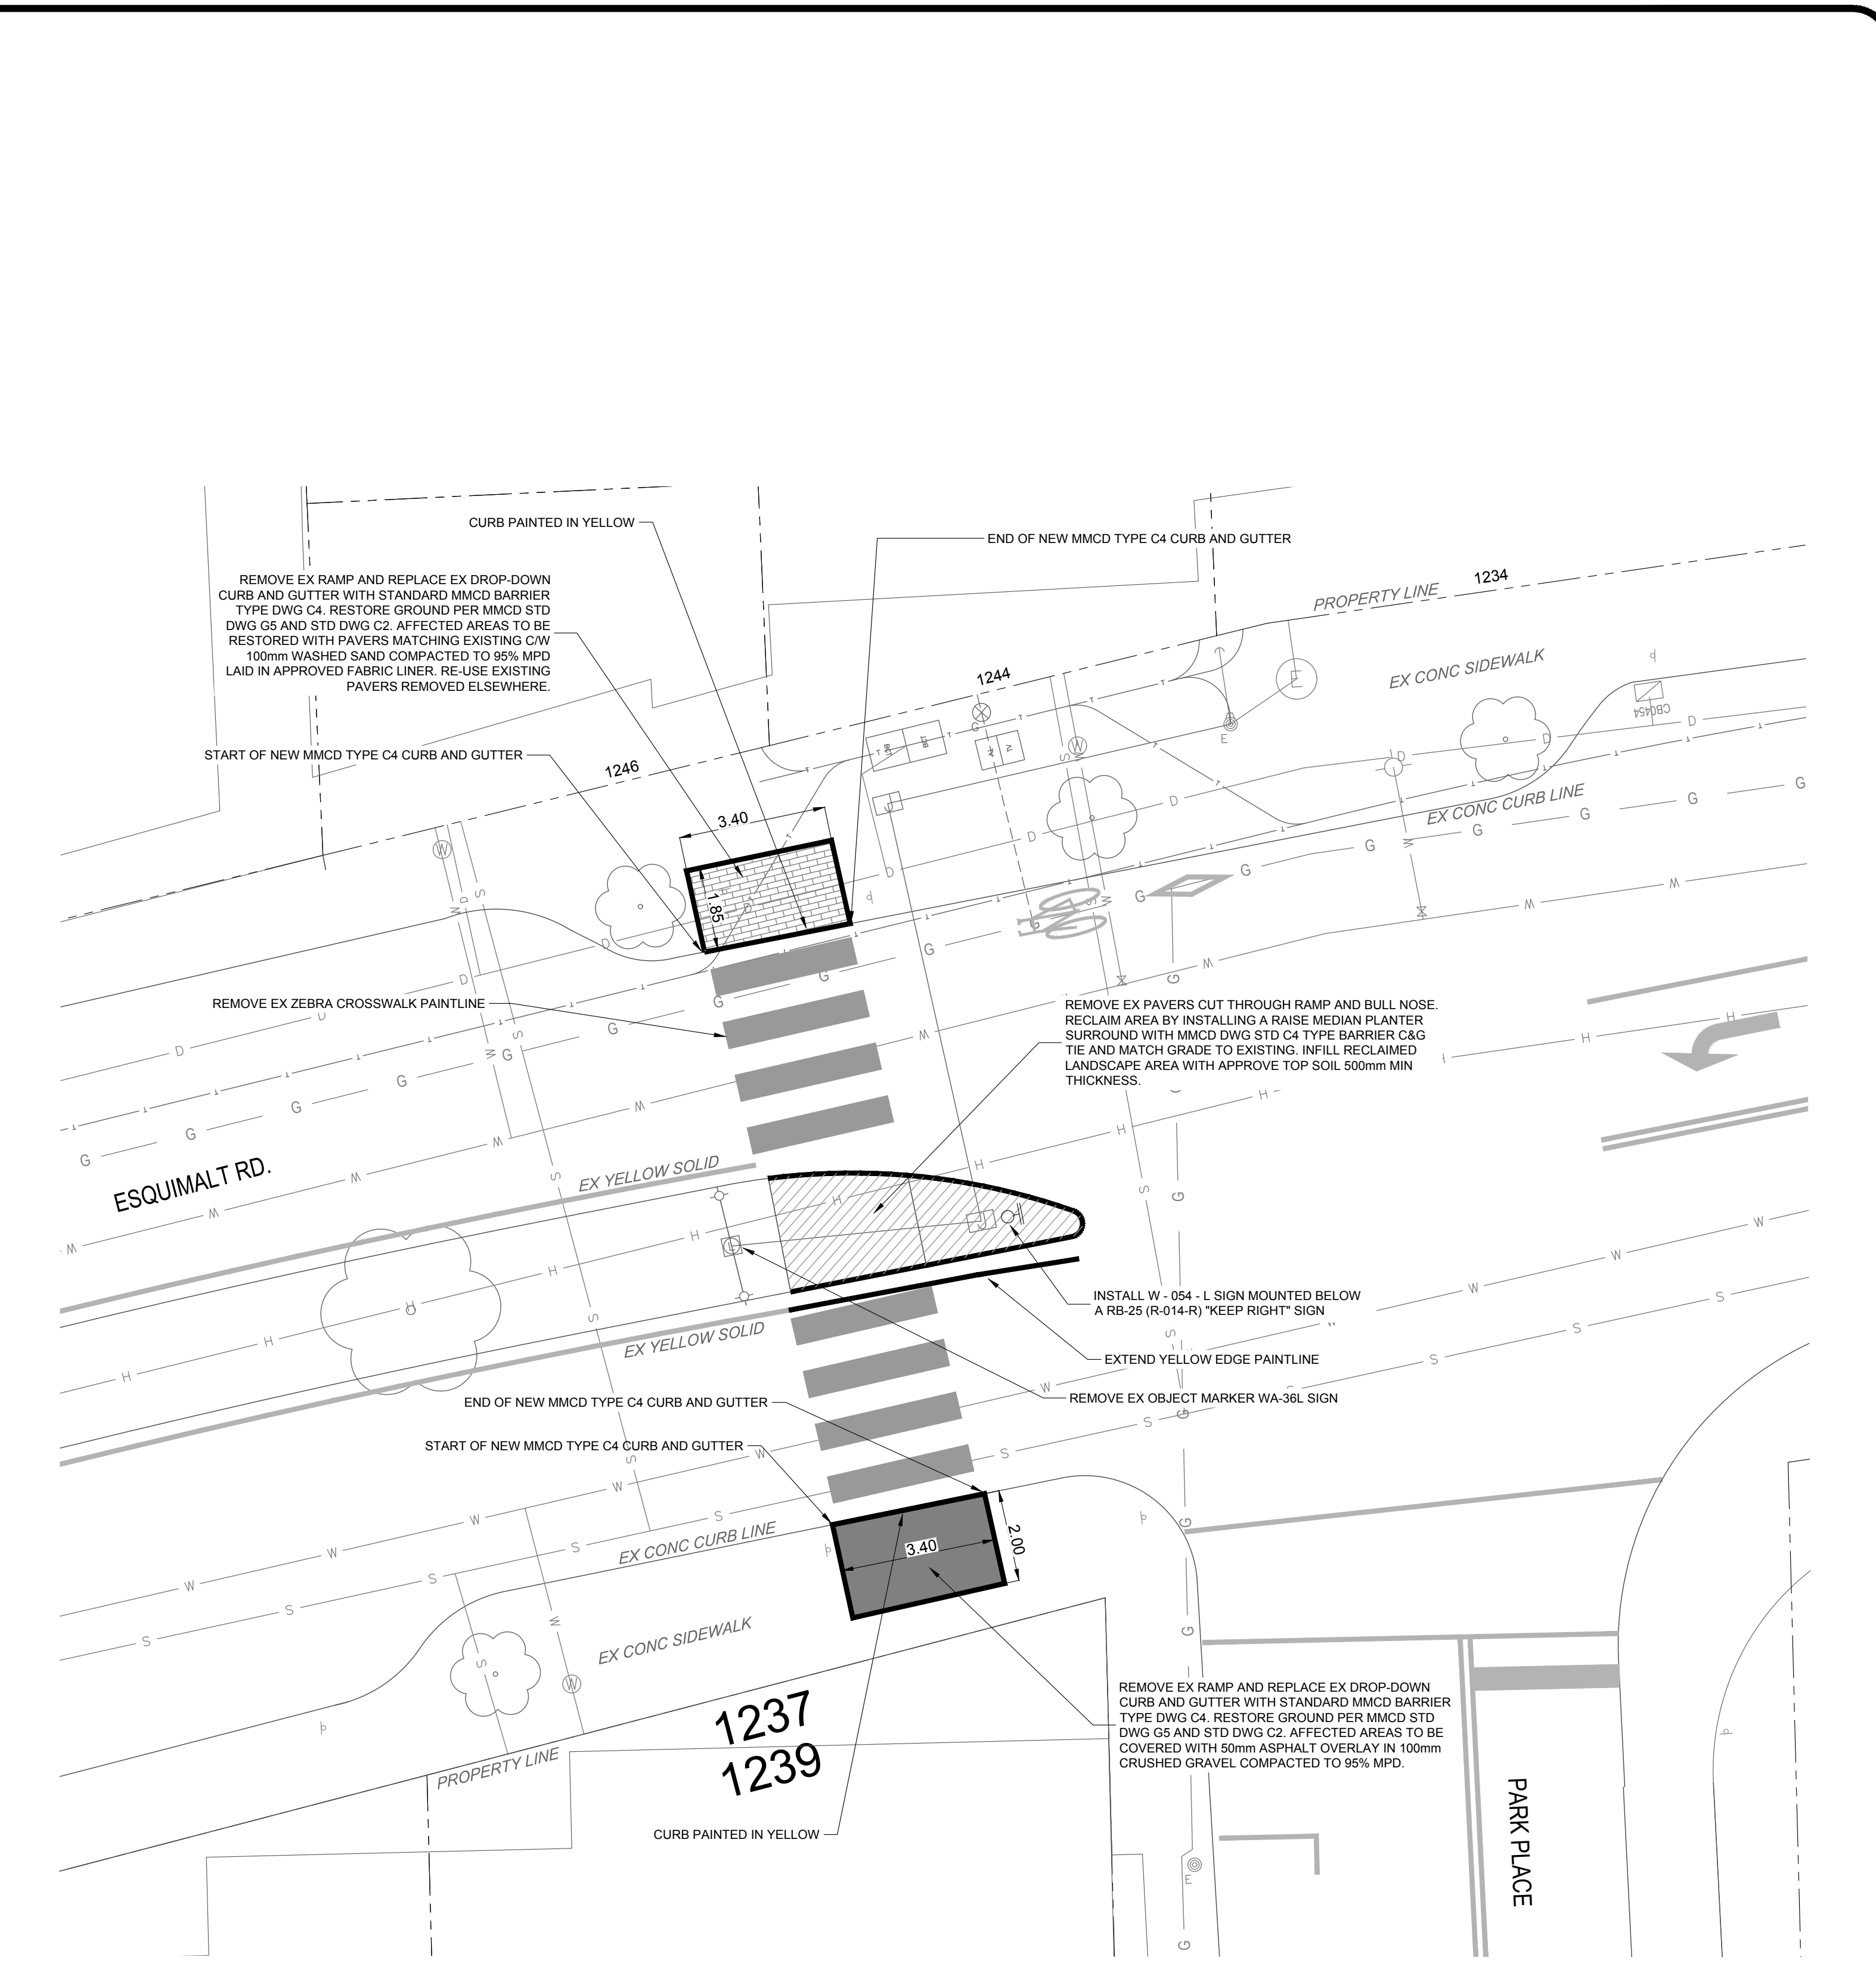 CURB PAINTED IN YELLOW
END OF NEW MMCD TYPE C4 CURB AND GUTTER
REMOVE EX RAMP AND REPLACE EX DROP-DOWN
CURB AND GUTTER WITH STANDARD MMCD BARRIER
TYPE DWG C4. RESTORE GROUND PER MMCD STD
DWG G5 AND STD DWG C2. AFFECTED AREAS TO BE
RESTORED WITH PAVERS MATCHING EXISTING C/W
100mm WASHED SAND COMPACTED TO 95% MPD
LAID IN APPROVED FABRIC LINER. RE-USE EXISTING
PAVERS REMOVED ELSEWHERE.
PROPERTY LINE
1234
1244
EX CONC SIDEWALK
CB0454
START OF NEW MMCD TYPE C4 CURB AND GUTTER
1246
3.40
1.85
EX CONC CURB LINE
REMOVE EX ZEBRA CROSSWALK PAINTLINE
REMOVE EX PAVERS CUT THROUGH RAMP AND BULL NOSE.
RECLAIM AREA BY INSTALLING A RAISE MEDIAN PLANTER
SURROUND WITH MMCD DWG STD C4 TYPE BARRIER C&G
TIE AND MATCH GRADE TO EXISTING. INFILL RECLAIMED
LANDSCAPE AREA WITH APPROVE TOP SOIL 500mm MIN
THICKNESS.
ESQUIMALT RD.
EX YELLOW SOLID
INSTALL W - 054 - L SIGN MOUNTED BELOW
A RB-25 (R-014-R) "KEEP RIGHT" SIGN
EX YELLOW SOLID
EXTEND YELLOW EDGE PAINTLINE
REMOVE EX OBJECT MARKER WA-36L SIGN
END OF NEW MMCD TYPE C4 CURB AND GUTTER
START OF NEW MMCD TYPE C4 CURB AND GUTTER
EX CONC CURB LINE
3.40
2.00
EX CONC SIDEWALK
1237
1239
PROPERTY LINE
REMOVE EX RAMP AND REPLACE EX DROP-DOWN
CURB AND GUTTER WITH STANDARD MMCD BARRIER
TYPE DWG C4. RESTORE GROUND PER MMCD STD
DWG G5 AND STD DWG C2. AFFECTED AREAS TO BE
COVERED WITH 50mm ASPHALT OVERLAY IN 100mm
CRUSHED GRAVEL COMPACTED TO 95% MPD.
CURB PAINTED IN YELLOW
PARK PLACE